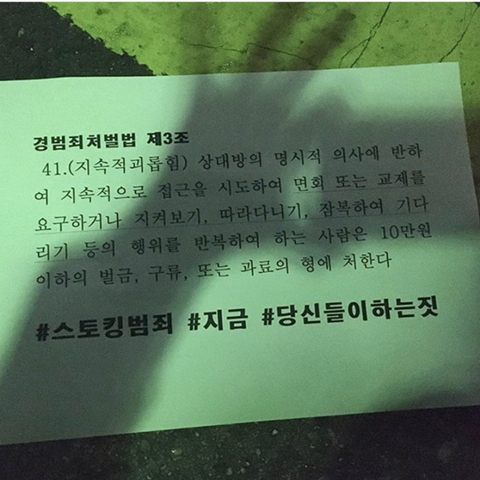 경범죄처벌법 제3조
41.(지속적괴롭힘) 상대방의 명시적 의사에 반하
여 지속적으로 접근을 시도하여 면회 또는 교제를
요구하거나 지켜보기, 따라다니기, 잠복하여 기다
리기 등의 행위를 반복하여 하는 사람은 10만원
이하의 벌금, 구류, 또는 과료의 형에 처한다
#스토킹범죄 #지금 #당신들이하는짓